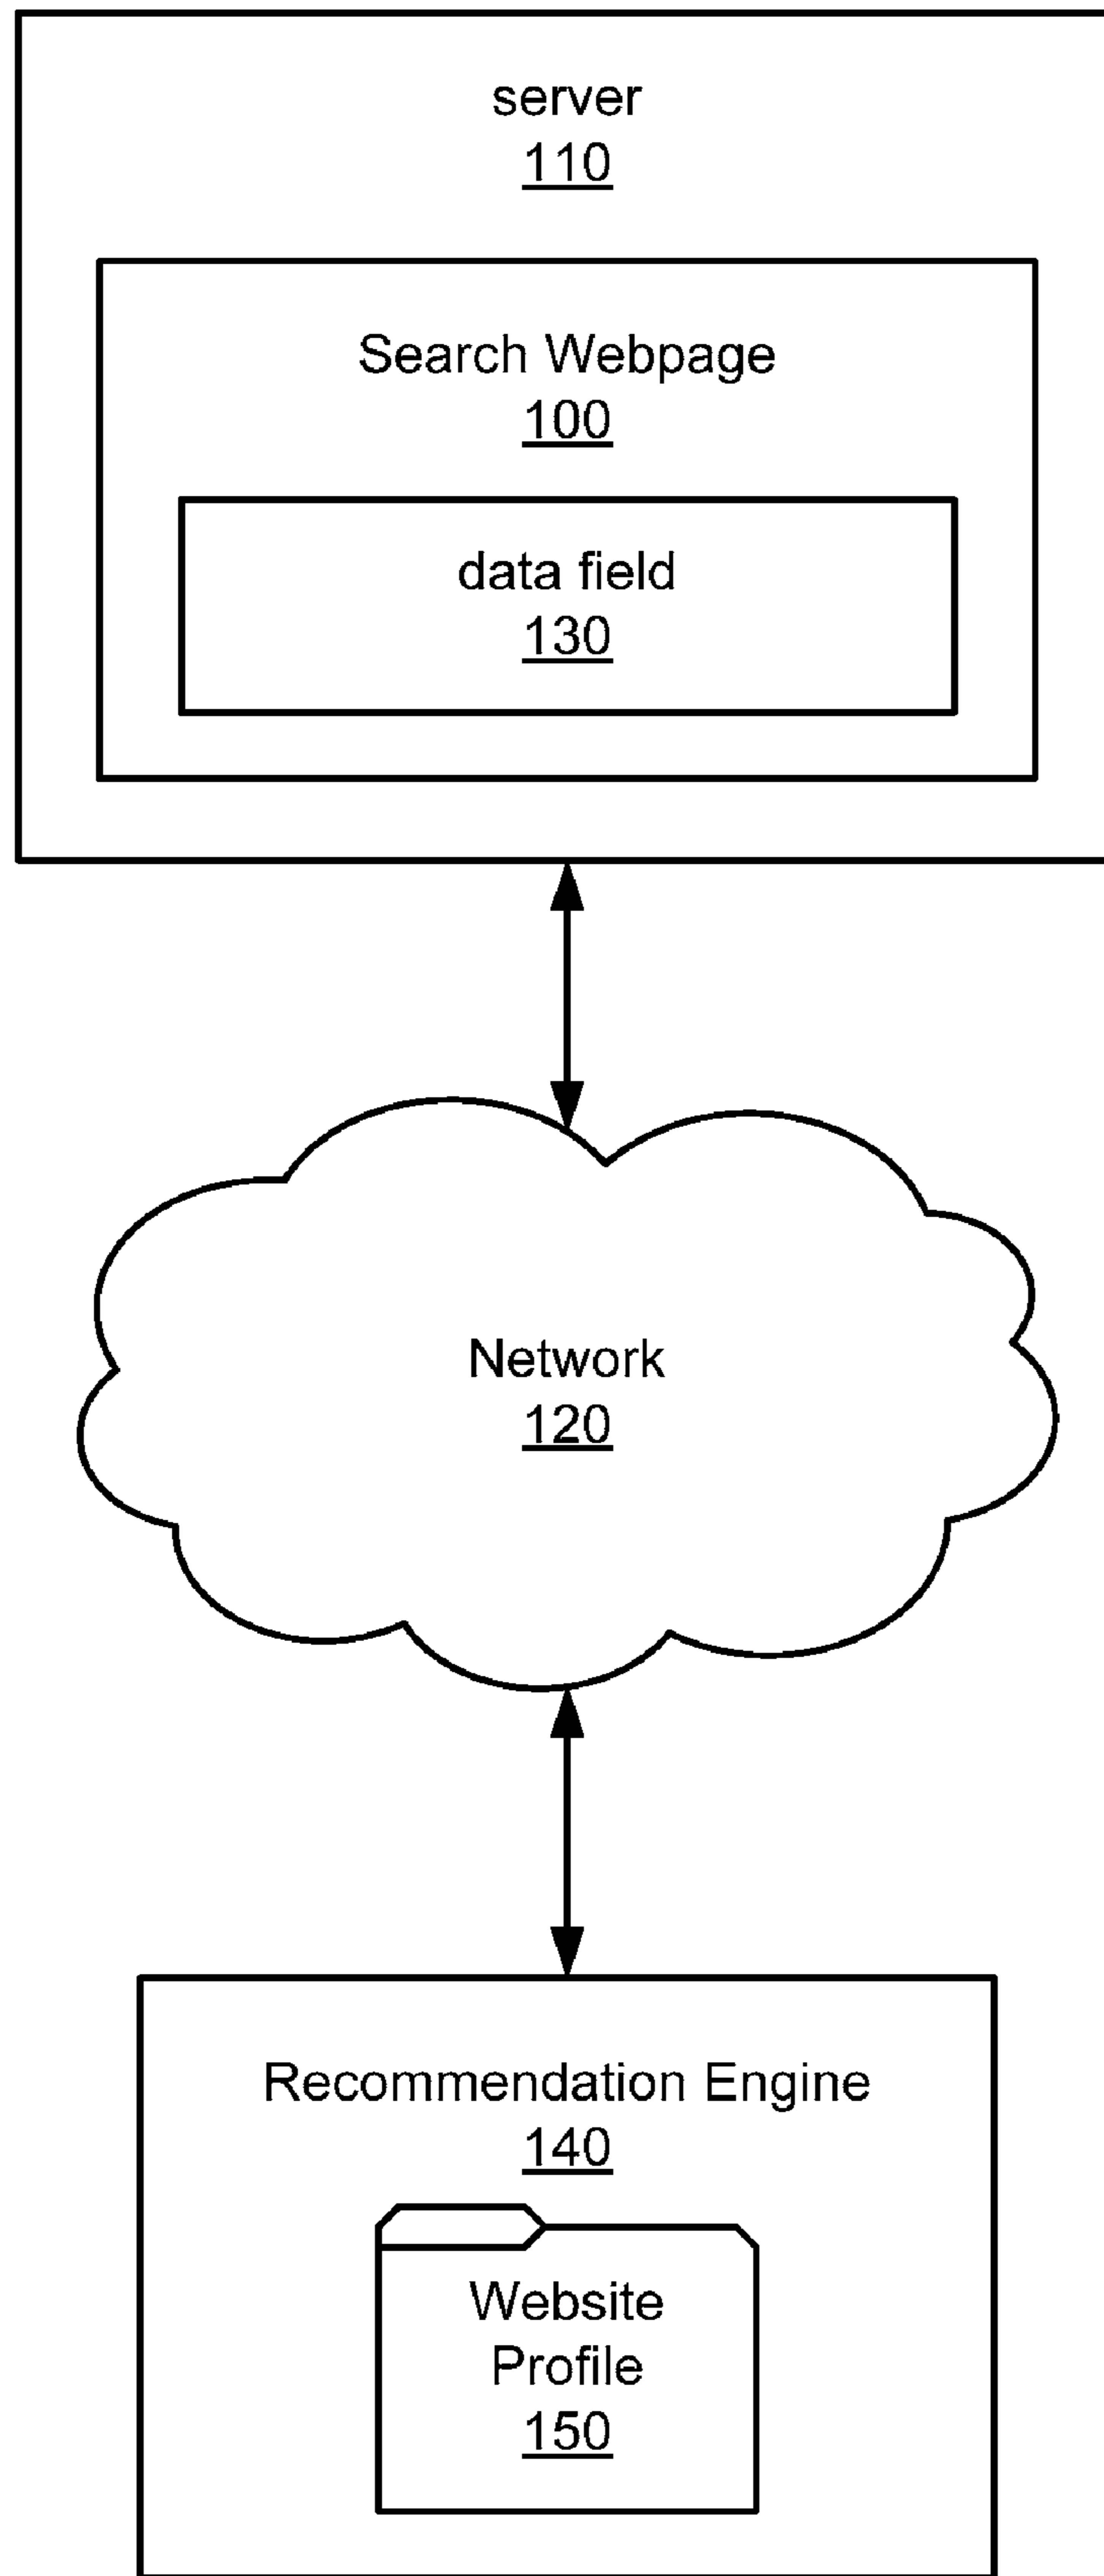 server
110
Search Webpage
100
data field
130
Network
120
Recommendation Engine
140
Website
Profile
150